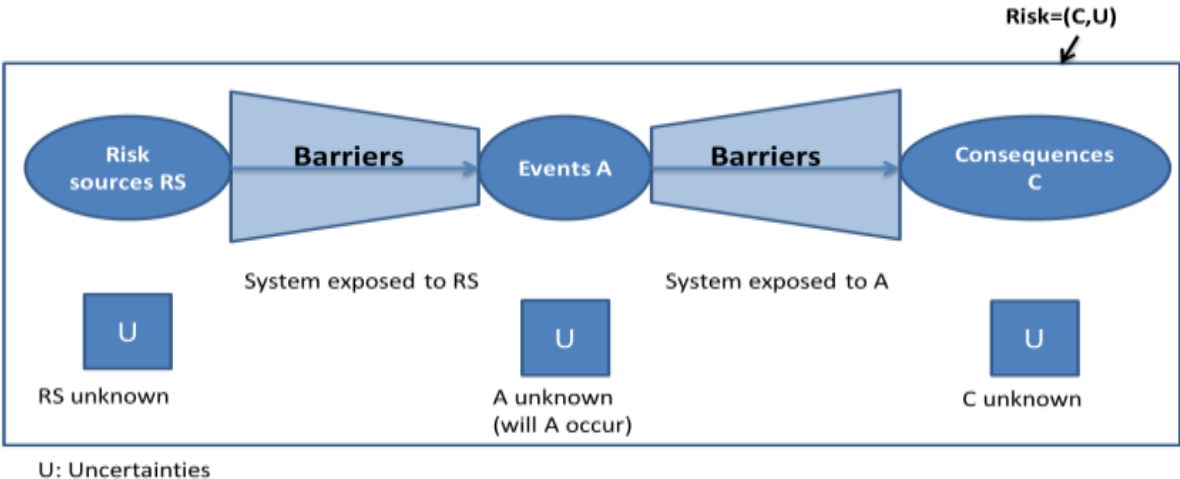 Risk=(C,U)
Risk
sources RS
Barriers
Events A
Barriers
Consequences
C
System exposed to RS
System exposed to A
U
U
U
RS unknown
A unknown
(will A occur)
C unknown
U: Uncertainties